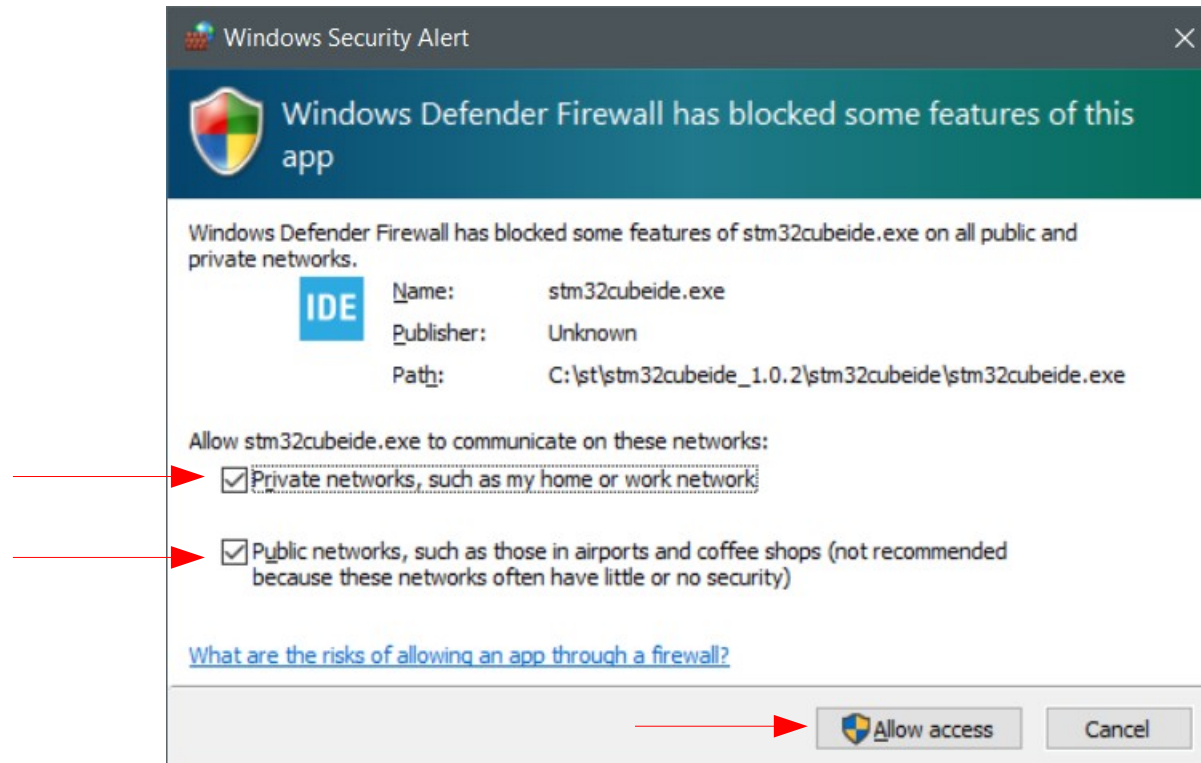 Windows Security Alert
Windows Defender Firewall has blocked some features of this
app
Windows Defender Firewall has blocked some features of stm32cubeide.exe on all public and
private networks.
IDE
Name: stm32cubeide.exe
Publisher: Unknown
Path: C:\st\stm32cubeide_1.0.2\stm32cubeide\stm32cubeide.exe
Allow stm32cubeide.exe to communicate on these networks:
Private networks, such as my home or work network
Public networks, such as those in airports and coffee shops (not recommended
because these networks often have little or no security)
What are the risks of allowing an app through a firewall?
Allow access Cancel